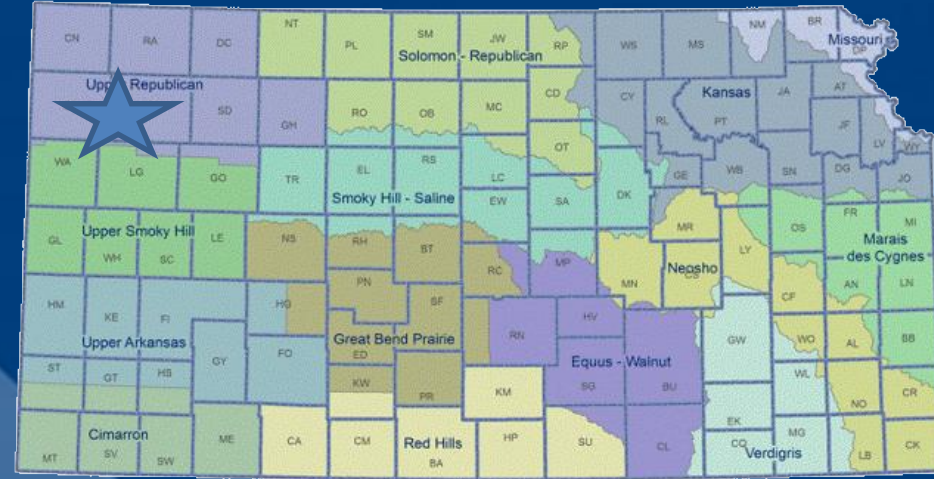 CN RA DC NT PL SM JW RP WS MS NM BR DP
Missouri
Solomon - Republican
Upp Republican
Kansas
SD GH RO OB MC CD CY RL PT JA AT JF LV WY
WA LG GO TR EL RS LC OT EW SA DK GE WB SN DG JO
Smoky Hill - Saline
Upper Smoky Hill
GL WH SC LE NS RH BT RC MP MR LY OS FR MI
Marais
des Cygnes
Neosho
CS
HM KE FI HG PN SF MN CF AN LN
Upper Arkansas
Great Bend Prairie
Equus - Walnut
GY FO ED RN HV GW WO AL BB
ST GT HS KW PR KM SG BU WL NO CR
Cimarron
Red Hills
Verdigris
MT SV SW ME CA CM BA HP SU CL EK CQ MG LB CK